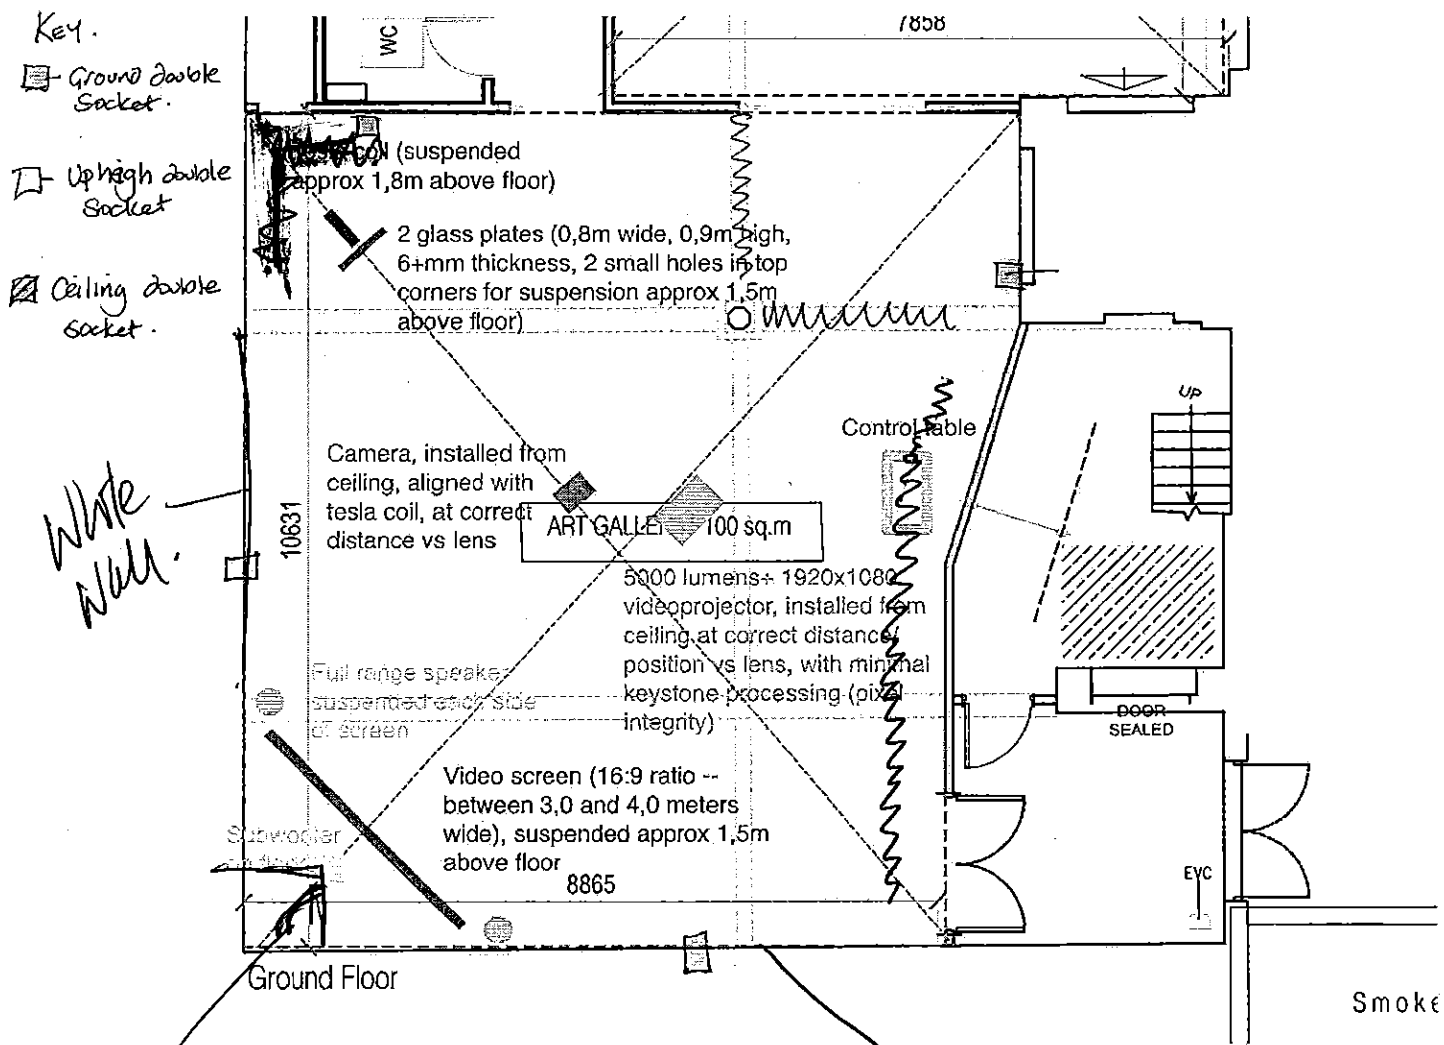 Key.
Ground double
socket.
Up high double
socket
Ceiling double
socket.
7858
WC
coil (suspended
approx 1,8m above floor)
2 glass plates (0,8m wide, 0,9m high,
6+mm thickness, 2 small holes in top
corners for suspension approx 1,5m
above floor)
UP
Control table
Camera, installed from
ceiling, aligned with
tesla coil, at correct
distance vs lens
10631
White
Wall.
ART GALLE 100 sq.m
5000 lumens+ 1920x1080
videoprojector, installed from
ceiling at correct distance/
position vs lens, with minimal
keystone processing (pixel
integrity)
Full range speaker
suspended each side
of screen
DOOR
SEALED
Video screen (16:9 ratio --
between 3,0 and 4,0 meters
wide), suspended approx 1,5m
above floor
Subwoofer
8865
EVC
Ground Floor
Smoke